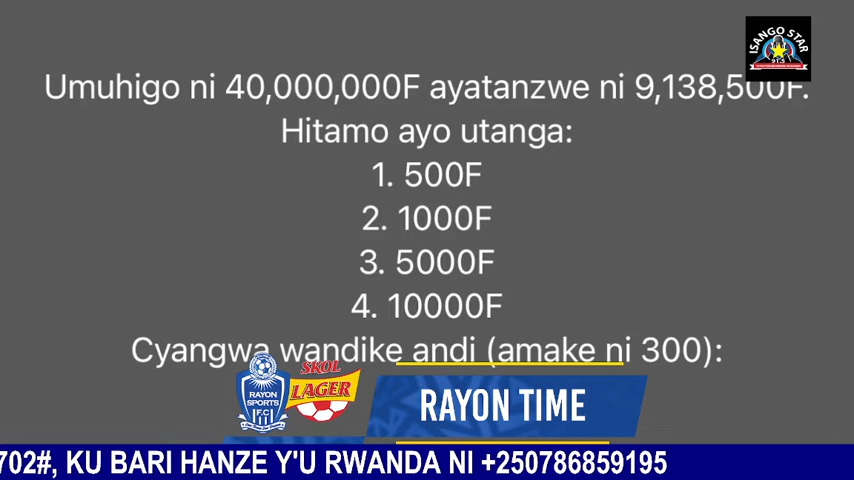 ISANGO STAR
91.5
Umuhigo ni 40,000,000F ayatanzwe ni 9,138,500F.
Hitamo ayo utanga:
1. 500F
2. 1000F
3. 5000F
4. 10000F
Cyangwa wandike andi (amake ni 300):
SKOL
LAGER
RAYON
SPORTS
F.C
RAYON TIME
702#, KU BARI HANZE Y'U RWANDA NI +250786859195